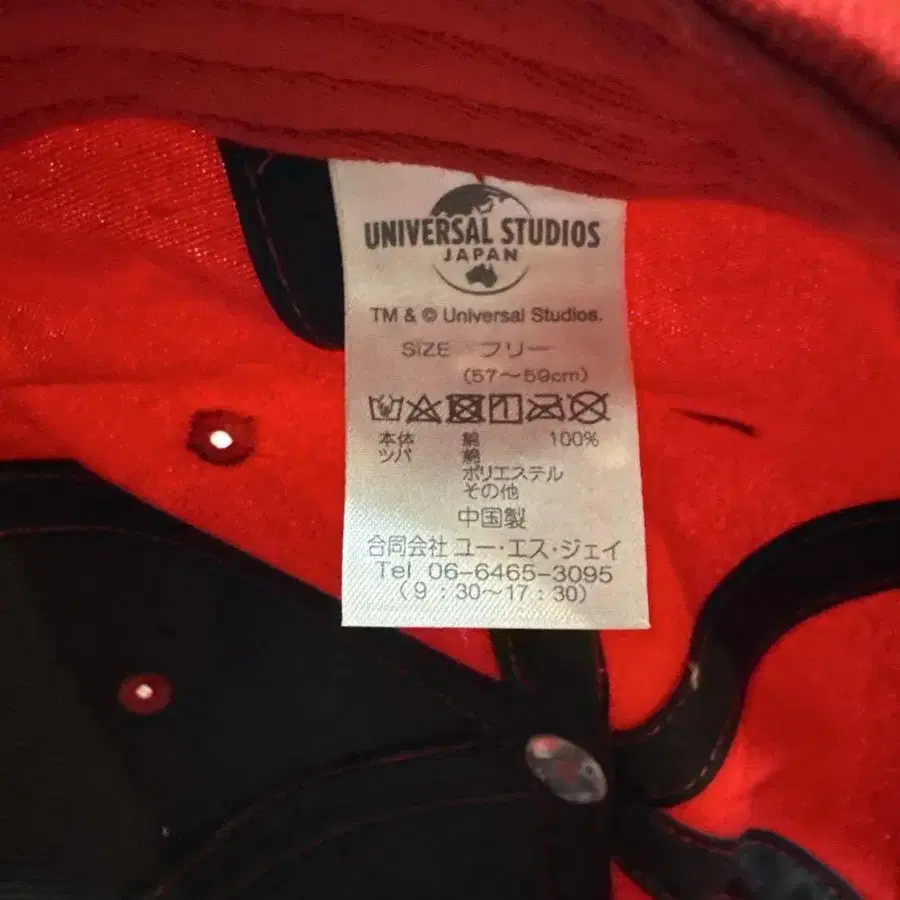 UNIVERSAL STUDIOS
JAPAN
TM & © Universal Studios.
SIZE フリー
(57～59cm)
本体 綿 100%
ツバ 綿
ポリエステル
その他
中国製
合同会社 ユー・エス・ジェイ
Tel 06-6465-3095
(9:30～17:30)